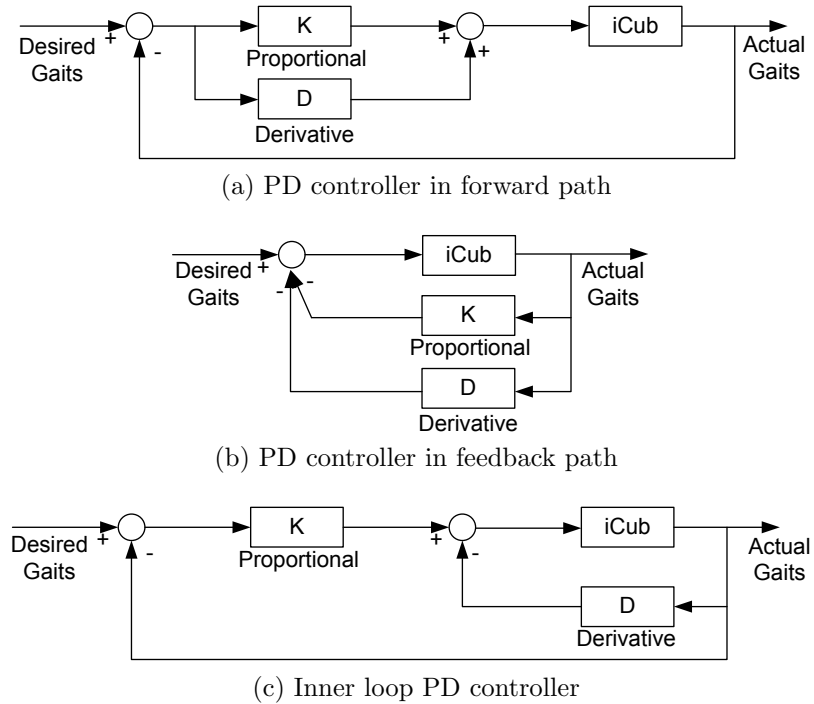 K
iCub
Desired
Gaits
+
-
Proportional
+
+
Actual
Gaits
D
Derivative
(a) PD controller in forward path
iCub
Desired
Gaits
+
-
-
Actual
Gaits
K
Proportional
D
Derivative
(b) PD controller in feedback path
K
iCub
Desired
Gaits
+
-
Proportional
+
-
Actual
Gaits
D
Derivative
(c) Inner loop PD controller